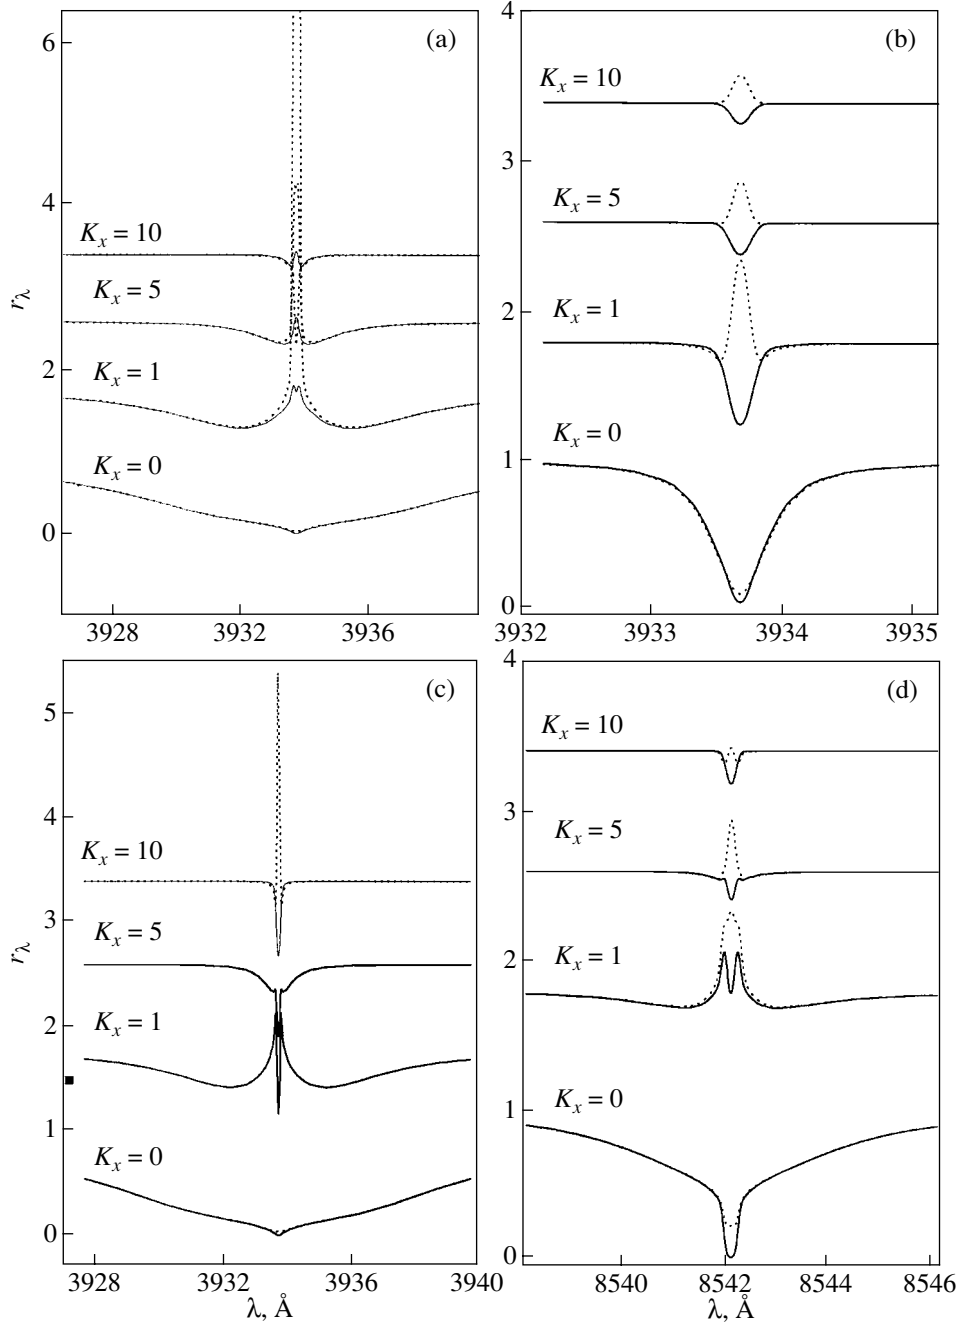 (a)
6
4
K_x = 10
r_λ
K_x = 5
2
K_x = 1
K_x = 0
0
3928 3932 3936
4
(b)
K_x = 10
3
K_x = 5
2
K_x = 1
K_x = 0
1
0
3932 3933 3934 3935
(c)
5
4
K_x = 10
3
K_x = 5
r_λ
2
K_x = 1
1
K_x = 0
0
3928 3932 3936 3940
λ, Å
4
(d)
K_x = 10
3
K_x = 5
2
K_x = 1
1
K_x = 0
0
8540 8542 8544 8546
λ, Å